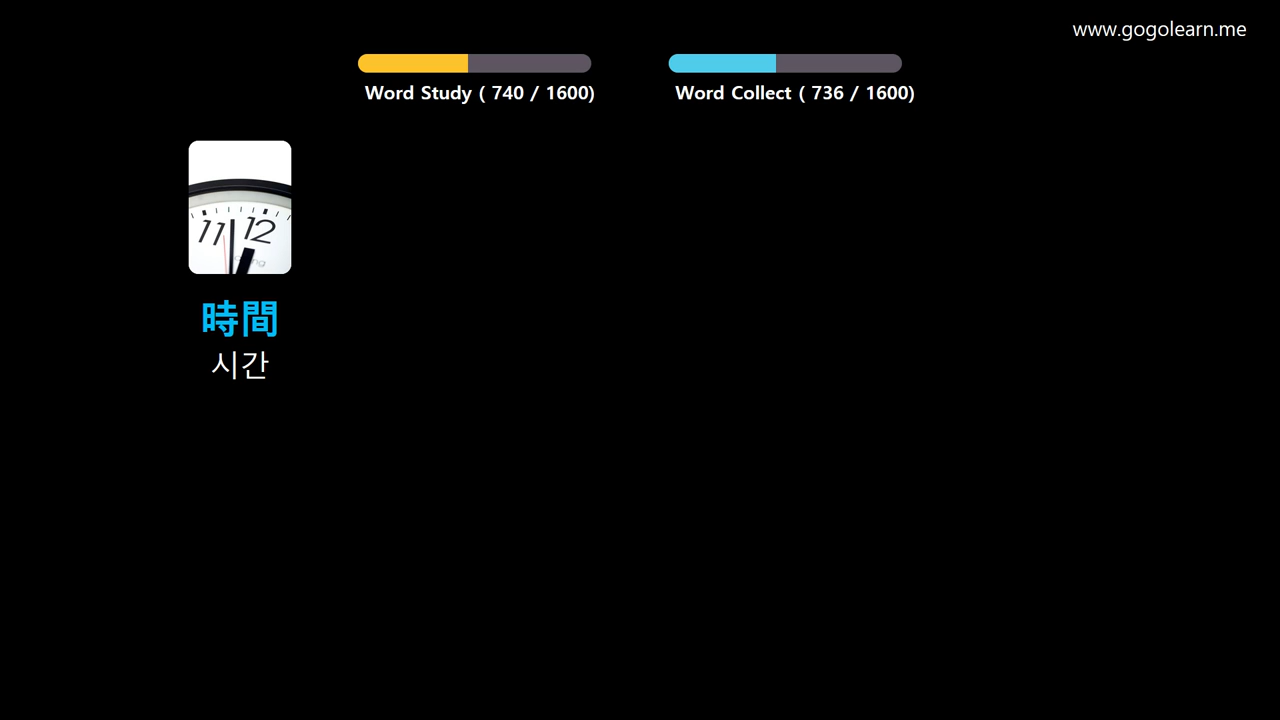 www.gogolearn.me
Word Study ( 740 / 1600)
Word Collect ( 736 / 1600)
11 12
時間
시간